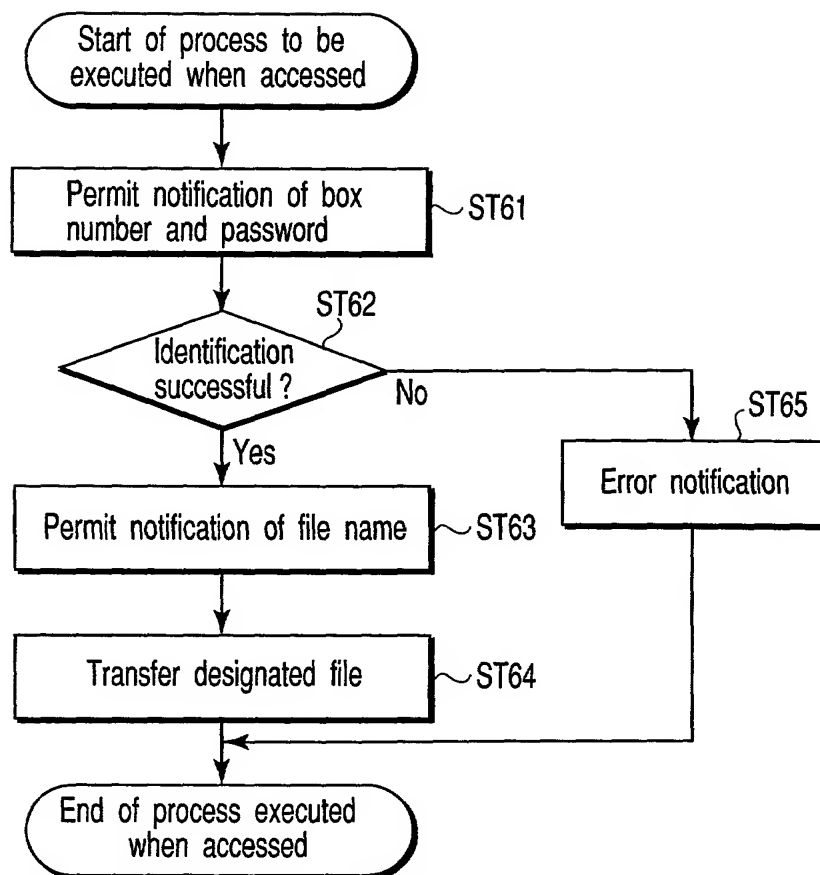 Start of process to be
executed when accessed
Permit notification of box
number and password
ST61
ST62
Identification
successful ?
No
Yes
ST65
Error notification
Permit notification of file name
ST63
Transfer designated file
ST64
End of process executed
when accessed